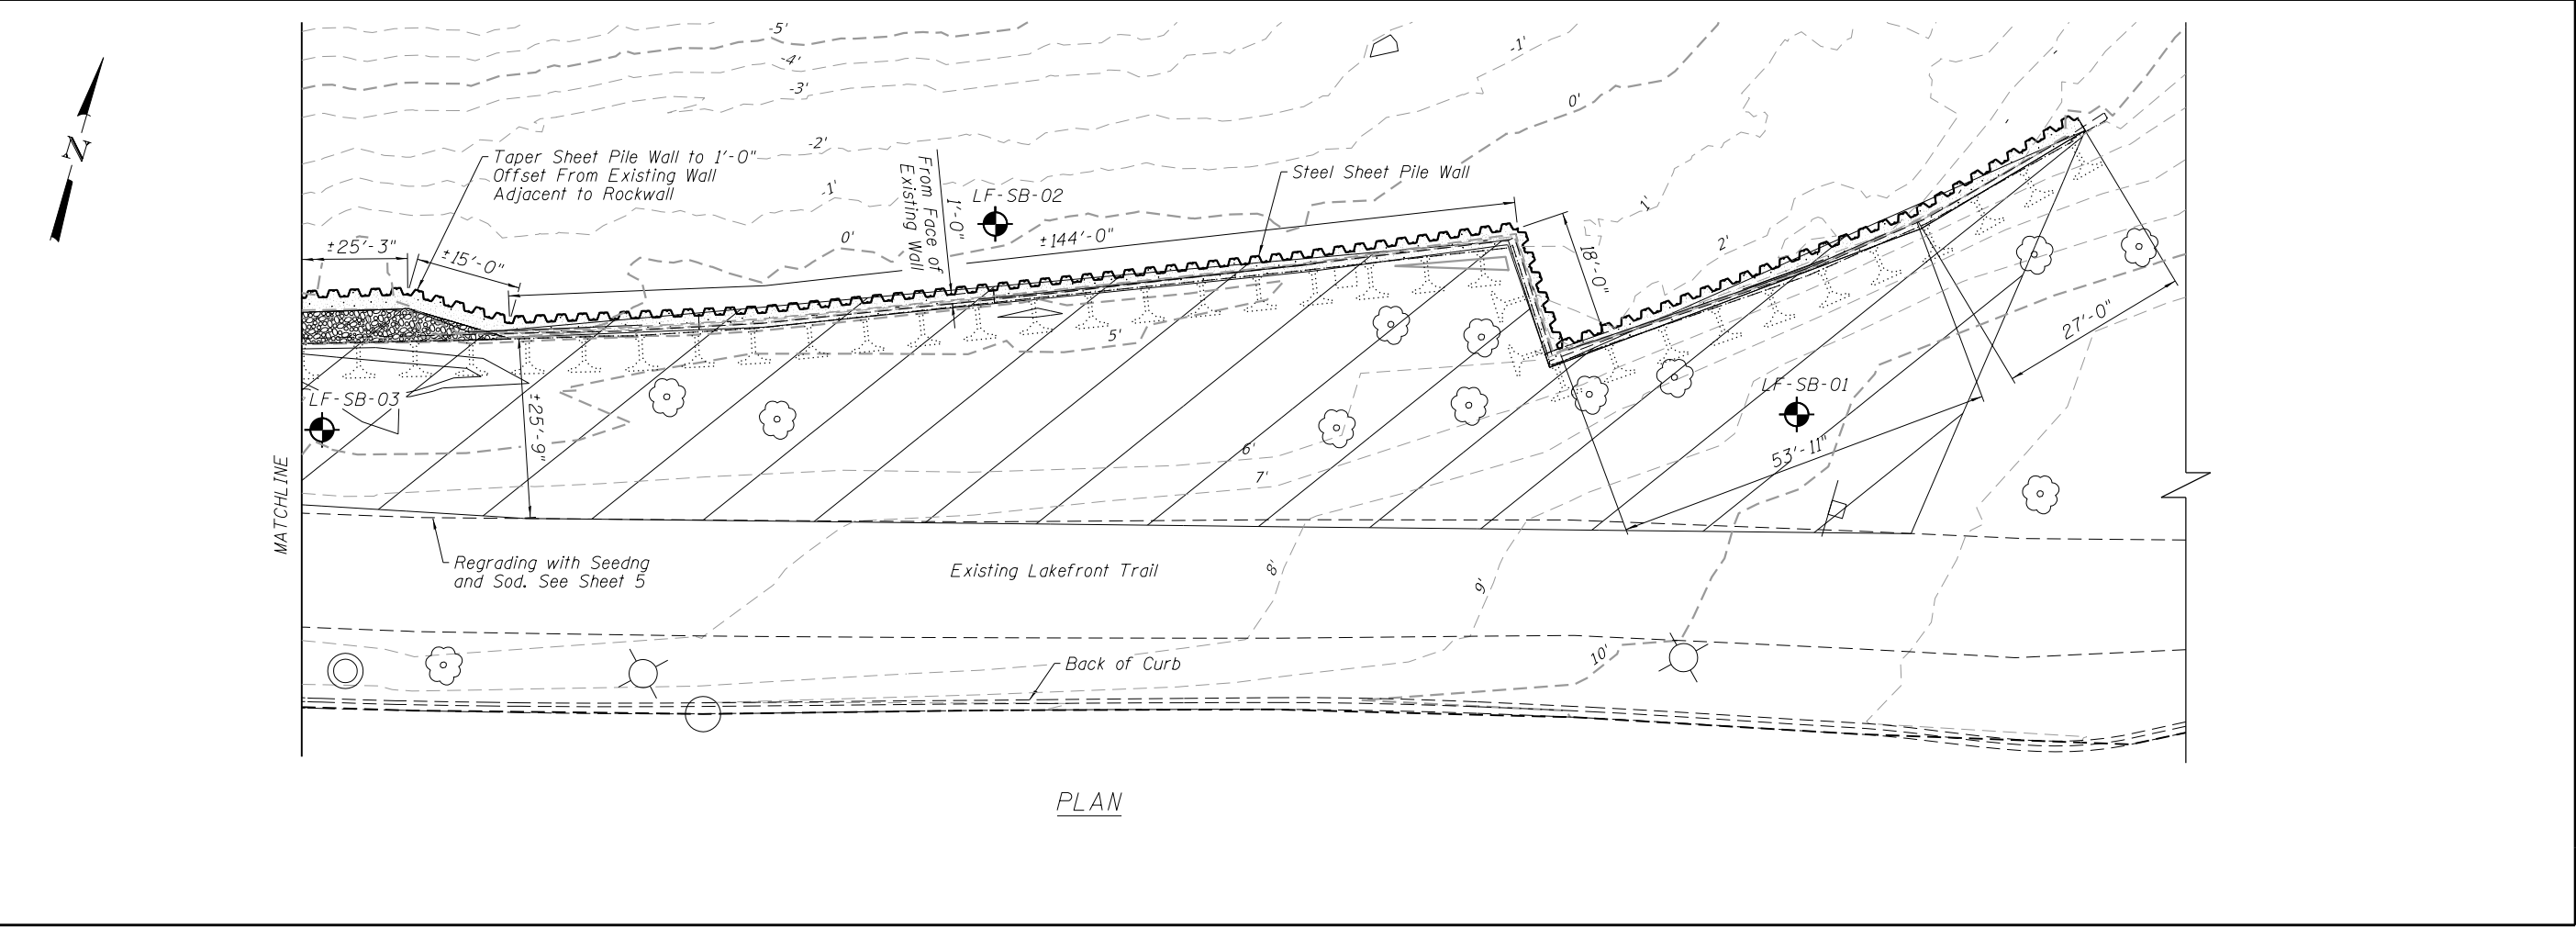 -5'
-4'
-3'
-2'
-1'
0'
-1'
0'
1'
2'
N
Taper Sheet Pile Wall to 1'-0"
Offset From Existing Wall
Adjacent to Rockwall
From Face of
Existing Wall
1'-0"
LF-SB-02
Steel Sheet Pile Wall
±25'-3"
±15'-0"
±144'-0"
18'-0"
27'-0"
5'
LF-SB-03
±25'-9"
LF-SB-01
53'-11"
6'
7'
MATCHLINE
Regrading with Seedng
and Sod. See Sheet 5
Existing Lakefront Trail
8'
9'
10'
Back of Curb
PLAN